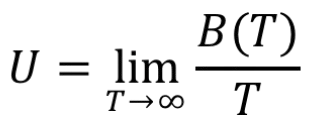 U = lim_{T→∞} B(T)/T